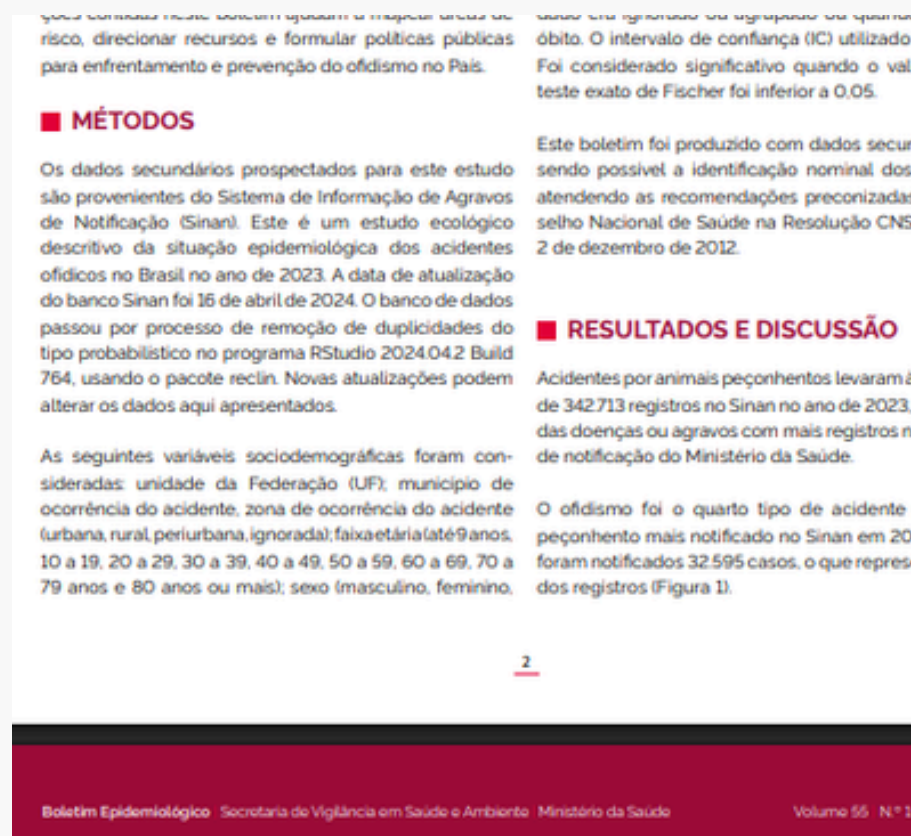 risco, direcionar recursos e formular políticas públicas
para enfrentamento e prevenção do ofidismo no País.
MÉTODOS
Os dados secundários prospectados para este estudo
são provenientes do Sistema de Informação de Agravos
de Notificação (Sinan). Este é um estudo ecológico
descritivo da situação epidemiológica dos acidentes
ofídicos no Brasil no ano de 2023. A data de atualização
do banco Sinan foi 16 de abril de 2024. O banco de dados
passou por processo de remoção de duplicidades do
tipo probabilístico no programa RStudio 2024.04.2 Build
764, usando o pacote reclin. Novas atualizações podem
alterar os dados aqui apresentados.
As seguintes variáveis sociodemográficas foram con-
sideradas: unidade da Federação (UF); município de
ocorrência do acidente, zona de ocorrência do acidente
(urbana, rural, periurbana, ignorada); faixa etária (até 9 anos,
10 a 19, 20 a 29, 30 a 39, 40 a 49, 50 a 59, 60 a 69, 70 a
79 anos e 80 anos ou mais); sexo (masculino, feminino,
óbito. O intervalo de confiança (IC) utilizado
Foi considerado significativo quando o val
teste exato de Fischer foi inferior a 0,05.
Este boletim foi produzido com dados secun
sendo possível a identificação nominal dos
atendendo as recomendações preconizadas
selho Nacional de Saúde na Resolução CNS
2 de dezembro de 2012.
RESULTADOS E DISCUSSÃO
Acidentes por animais peçonhentos levaram à
de 342.713 registros no Sinan no ano de 2023,
das doenças ou agravos com mais registros n
de notificação do Ministério da Saúde.
O ofidismo foi o quarto tipo de acidente
peçonhento mais notificado no Sinan em 20
foram notificados 32.595 casos, o que repres
dos registros (Figura 1).
2
Boletim Epidemiológico Secretaria de Vigilância em Saúde e Ambiente Ministério da Saúde
Volume 55 N.º 1